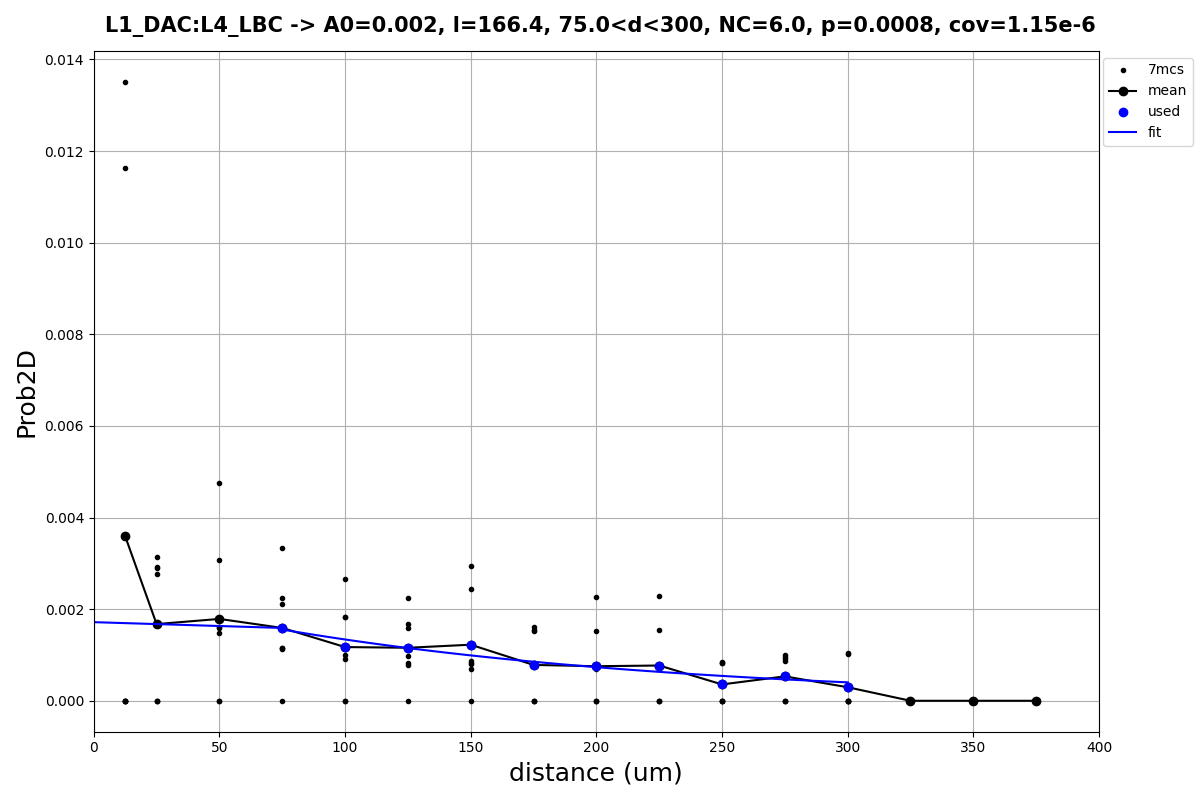 L1_DAC:L4_LBC -> A0=0.002, l=166.4, 75.0<d<300, NC=6.0, p=0.0008, cov=1.15e-6
7mcs
mean
used
fit
0.014
0.012
0.010
0.008
0.006
0.004
0.002
0.000
Prob2D
0 50 100 150 200 250 300 350 400
distance (um)